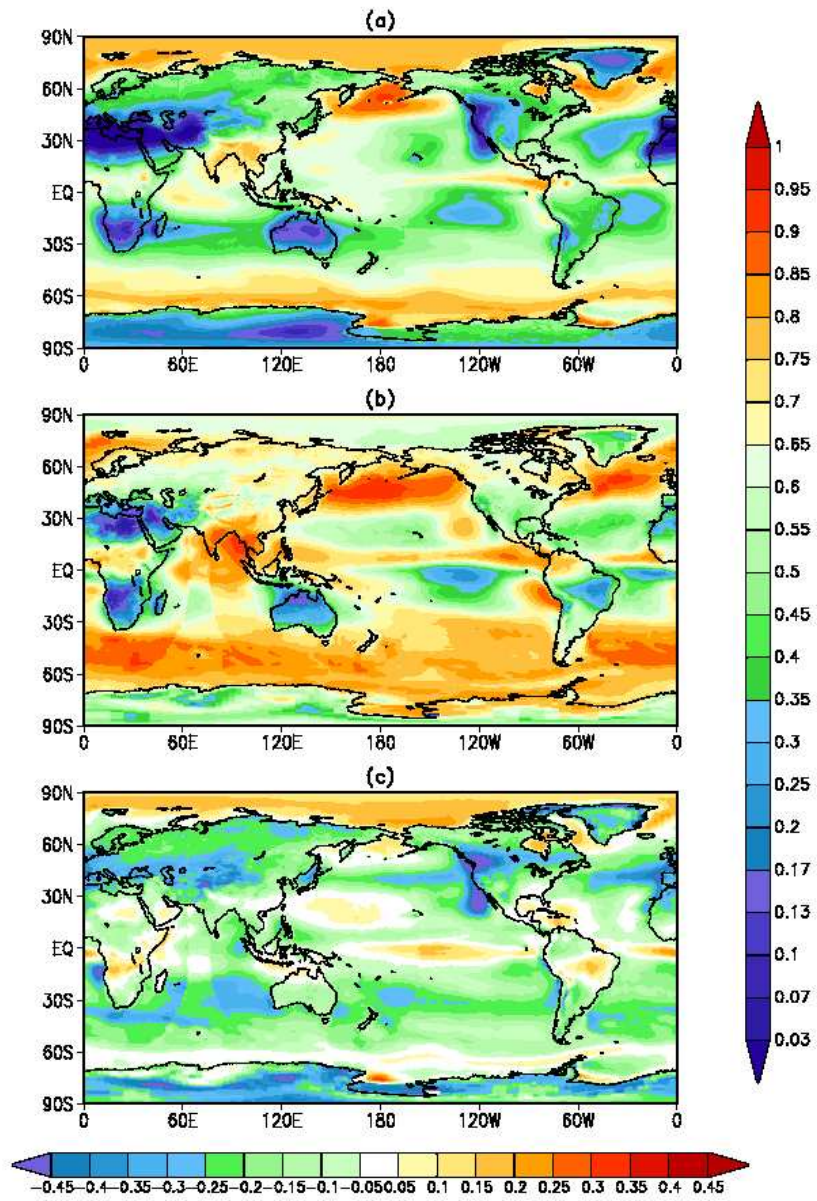 (a)
90N
60N
30N
EQ
30S
60S
90S
0 60E 120E 180 120W 60W 0
(b)
90N
60N
30N
EQ
30S
60S
90S
0 60E 120E 180 120W 60W 0
(c)
90N
60N
30N
EQ
30S
60S
90S
0 60E 120E 180 120W 60W 0
1
0.95
0.9
0.85
0.8
0.75
0.7
0.65
0.6
0.55
0.5
0.45
0.4
0.35
0.3
0.25
0.2
0.17
0.13
0.1
0.07
0.03
-0.45-0.4-0.35-0.3-0.25-0.2-0.15-0.1-0.050.05 0.1 0.15 0.2 0.25 0.3 0.35 0.4 0.45